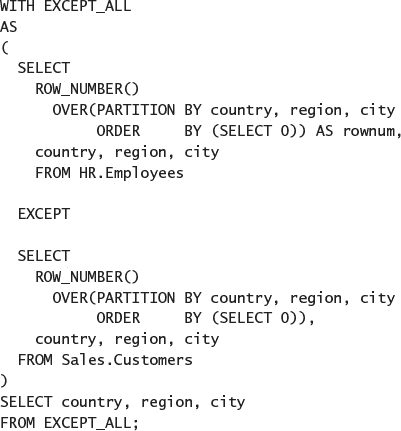 WITH EXCEPT_ALL
AS
(
  SELECT
    ROW_NUMBER()
      OVER(PARTITION BY country, region, city
           ORDER     BY (SELECT 0)) AS rownum,
    country, region, city
    FROM HR.Employees

  EXCEPT

  SELECT
    ROW_NUMBER()
      OVER(PARTITION BY country, region, city
           ORDER     BY (SELECT 0)),
    country, region, city
  FROM Sales.Customers
)
SELECT country, region, city
FROM EXCEPT_ALL;